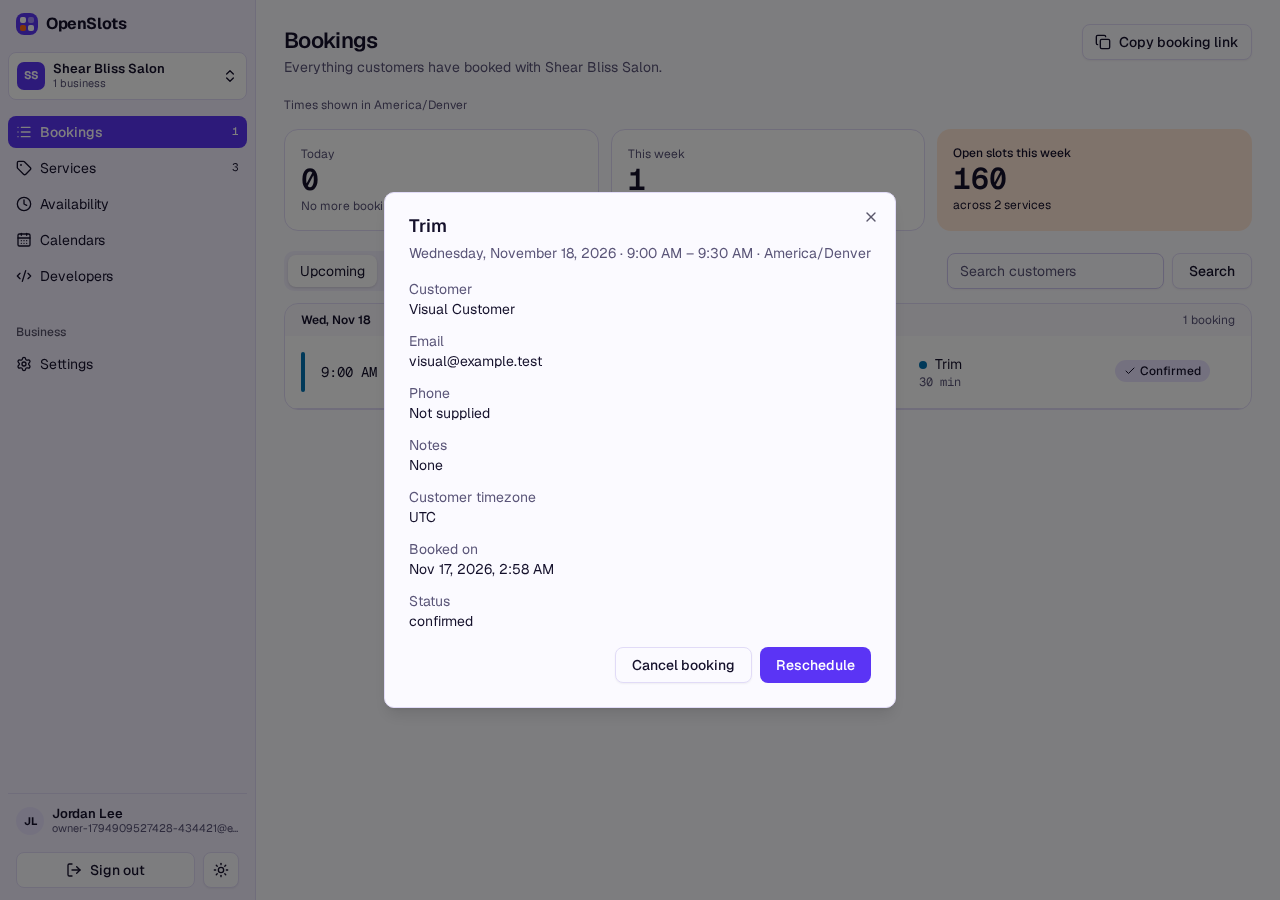 OpenSlots
SS
Shear Bliss Salon
1 business
Bookings 1
Services 3
Availability
Calendars
Developers
Business
Settings
JL
Jordan Lee
owner-1794909527428-434421@e…
Sign out
Bookings
Everything customers have booked with Shear Bliss Salon.
Copy booking link
Times shown in America/Denver
Today
0
No more booki
This week
1
Open slots this week
160
across 2 services
Upcoming
Search customers
Search
Wed, Nov 18
1 booking
9:00 AM
Trim
30 min
Confirmed
Trim
Wednesday, November 18, 2026 · 9:00 AM – 9:30 AM · America/Denver
Customer
Visual Customer
Email
visual@example.test
Phone
Not supplied
Notes
None
Customer timezone
UTC
Booked on
Nov 17, 2026, 2:58 AM
Status
confirmed
Cancel booking
Reschedule